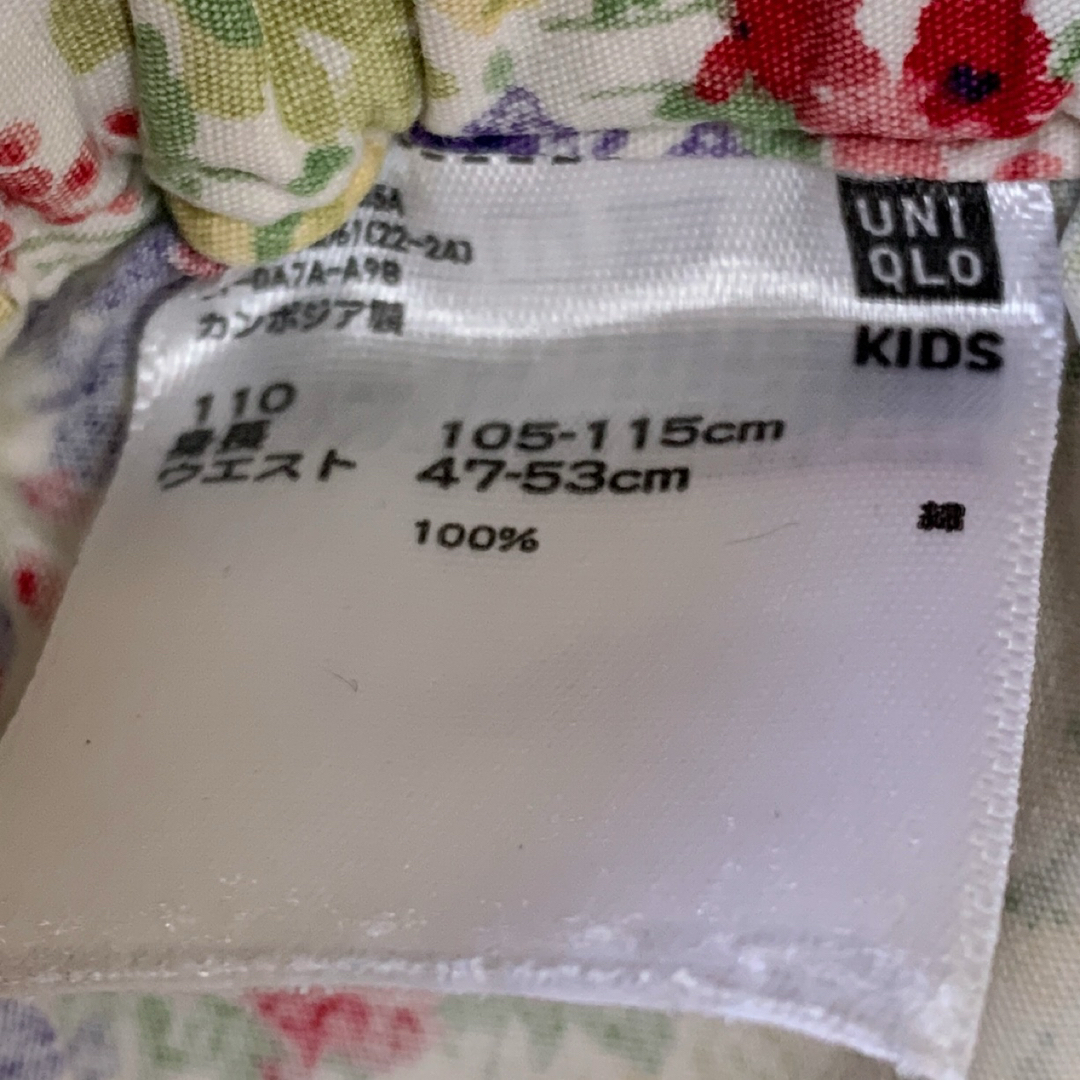 UNI
QLO
KIDS
カンボジア製
110
身長 105-115cm
ウエスト 47-53cm
100% 綿